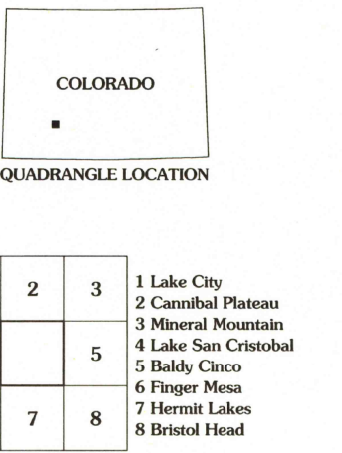 COLORADO
QUADRANGLE LOCATION
2 3
5
7 8
1 Lake City
2 Cannibal Plateau
3 Mineral Mountain
4 Lake San Cristobal
5 Baldy Cinco
6 Finger Mesa
7 Hermit Lakes
8 Bristol Head